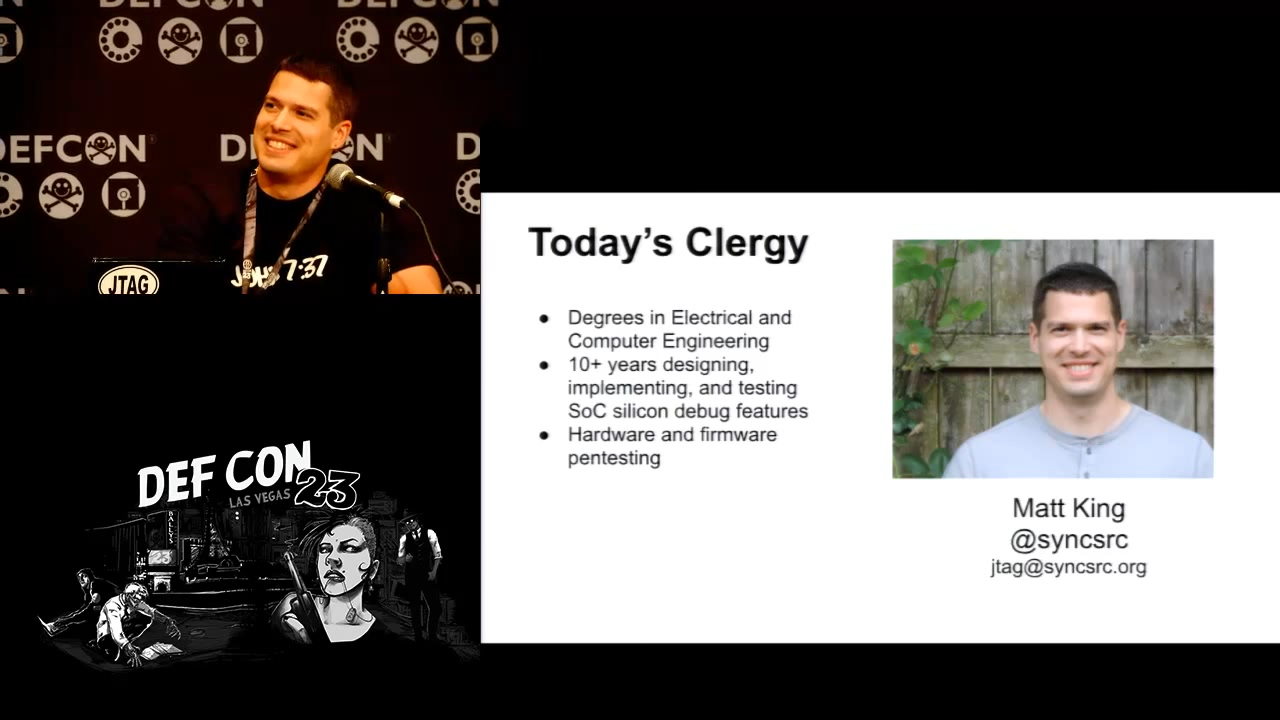 DEFCON
DEFCON
JTAG
JOHN 7:37
DEF CON
LAS VEGAS 23
BALLYS
Today's Clergy
● Degrees in Electrical and
Computer Engineering
● 10+ years designing,
implementing, and testing
SoC silicon debug features
● Hardware and firmware
pentesting
Matt King
@syncsrc
jtag@syncsrc.org